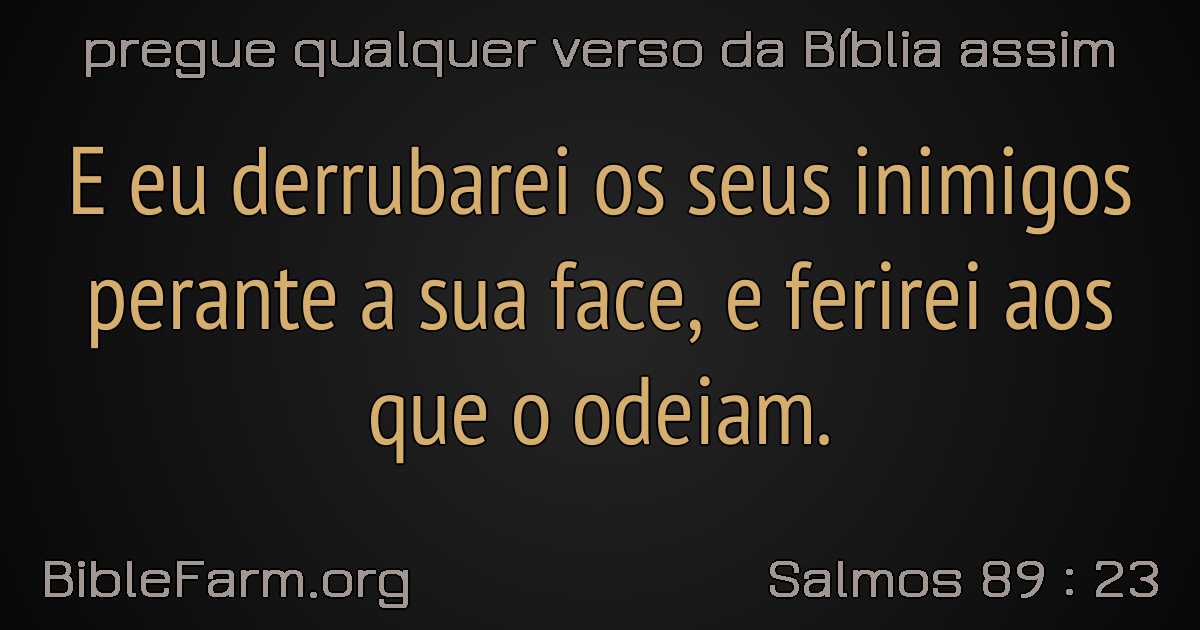 pregue qualquer verso da Bíblia assim
E eu derrubarei os seus inimigos
perante a sua face, e ferirei aos
que o odeiam.
BibleFarm.org
Salmos 89 : 23